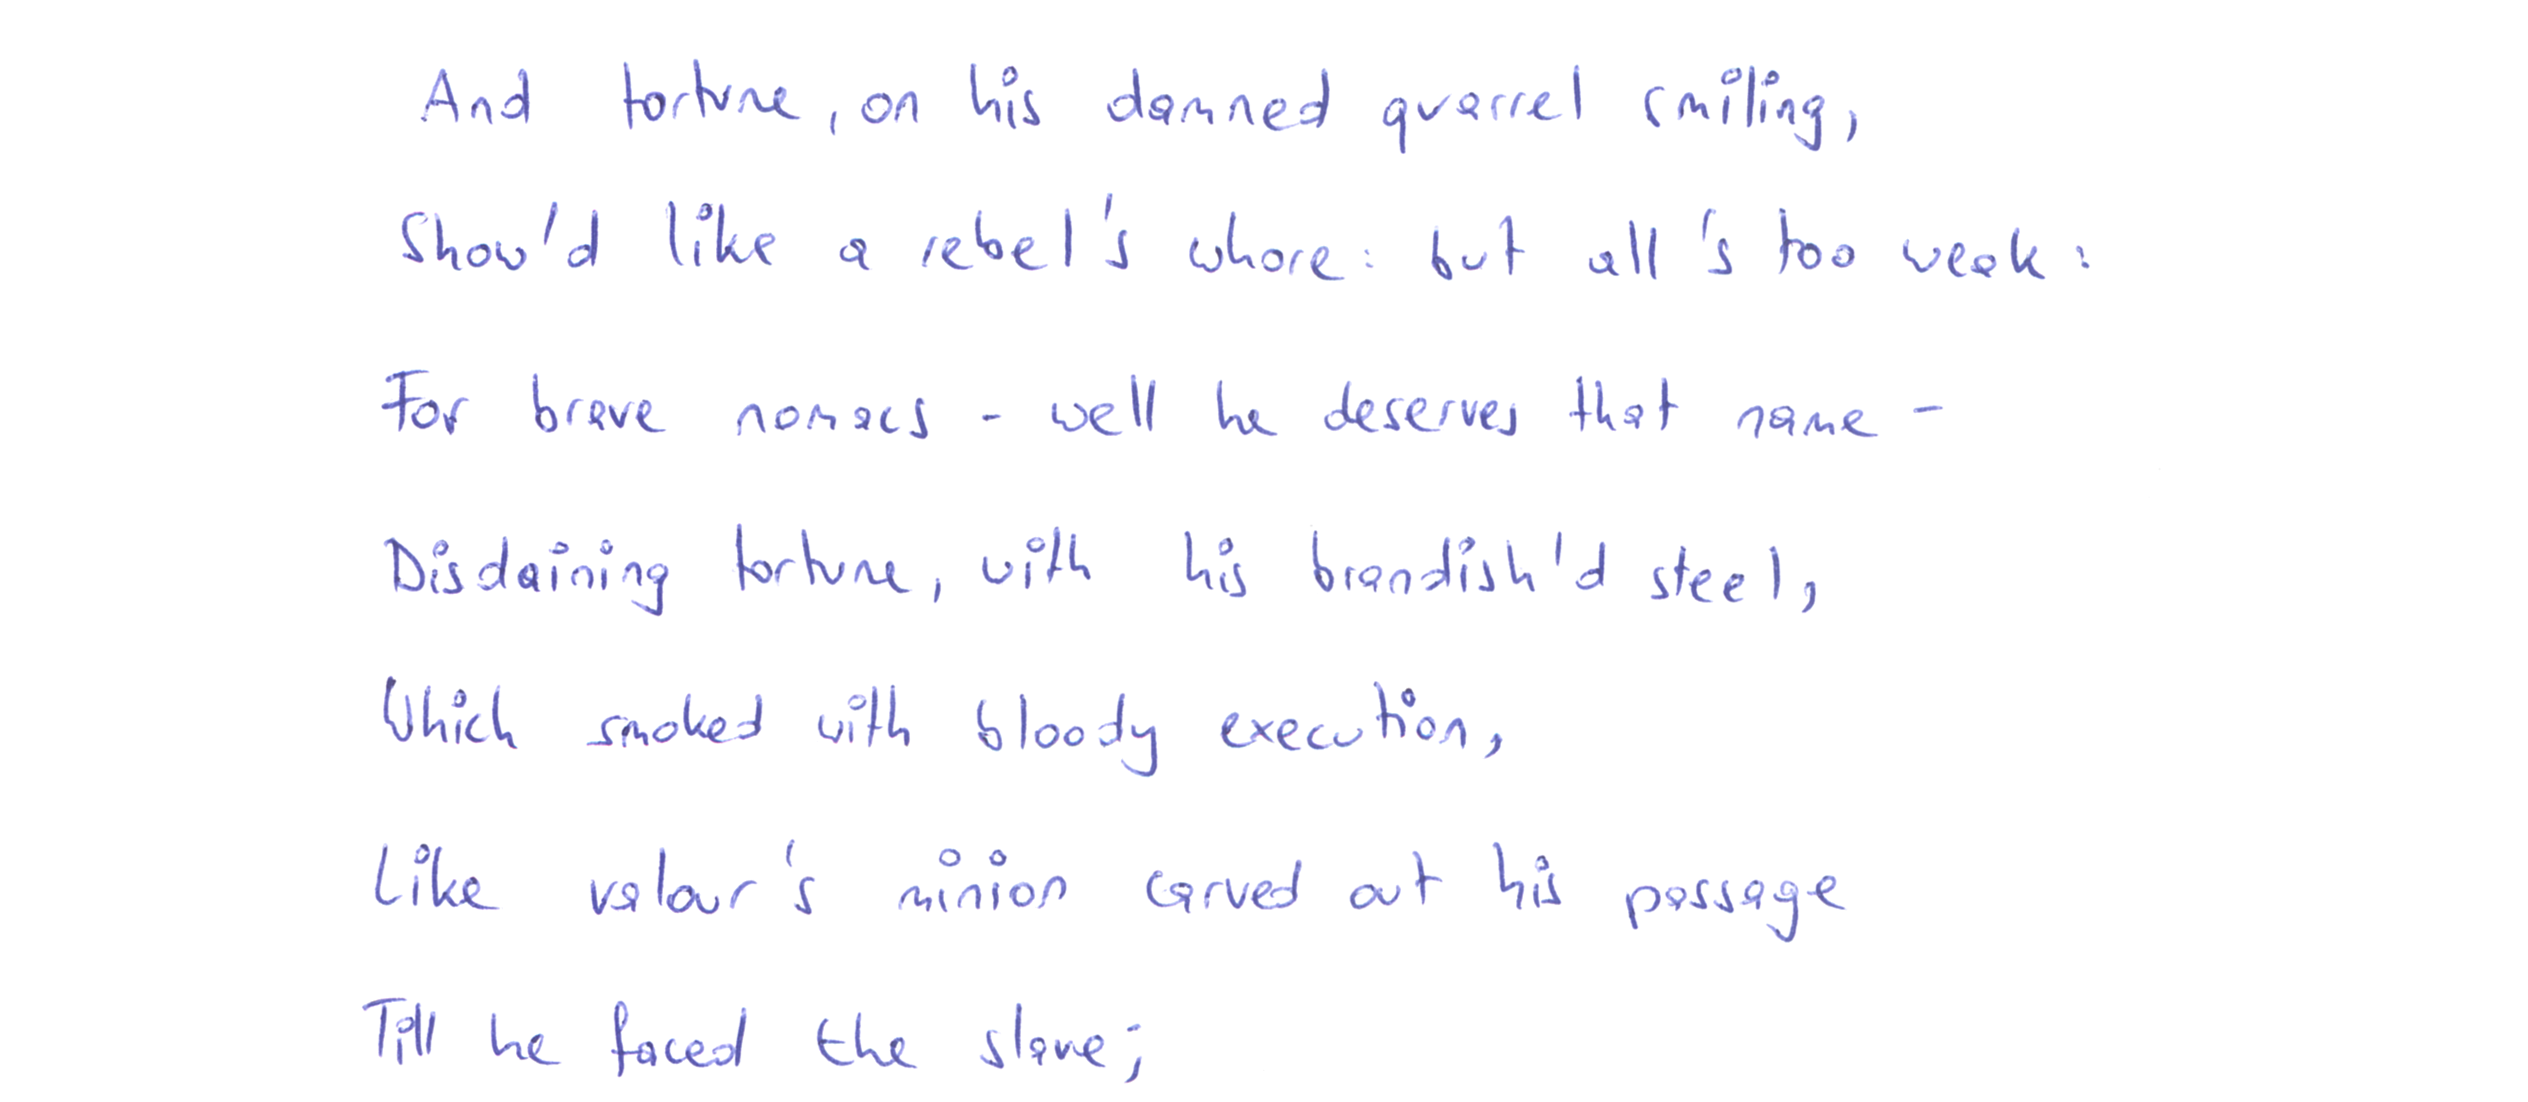 And fortune, on his damned quarrel smiling,
Show'd like a rebel's whore: but all's too weak:
For brave nomacs - well he deserves that name -
Disdaining fortune, with his brandish'd steel,
Which smoked with bloody execution,
Like valour's minion carved out his passage
Till he faced the slave;